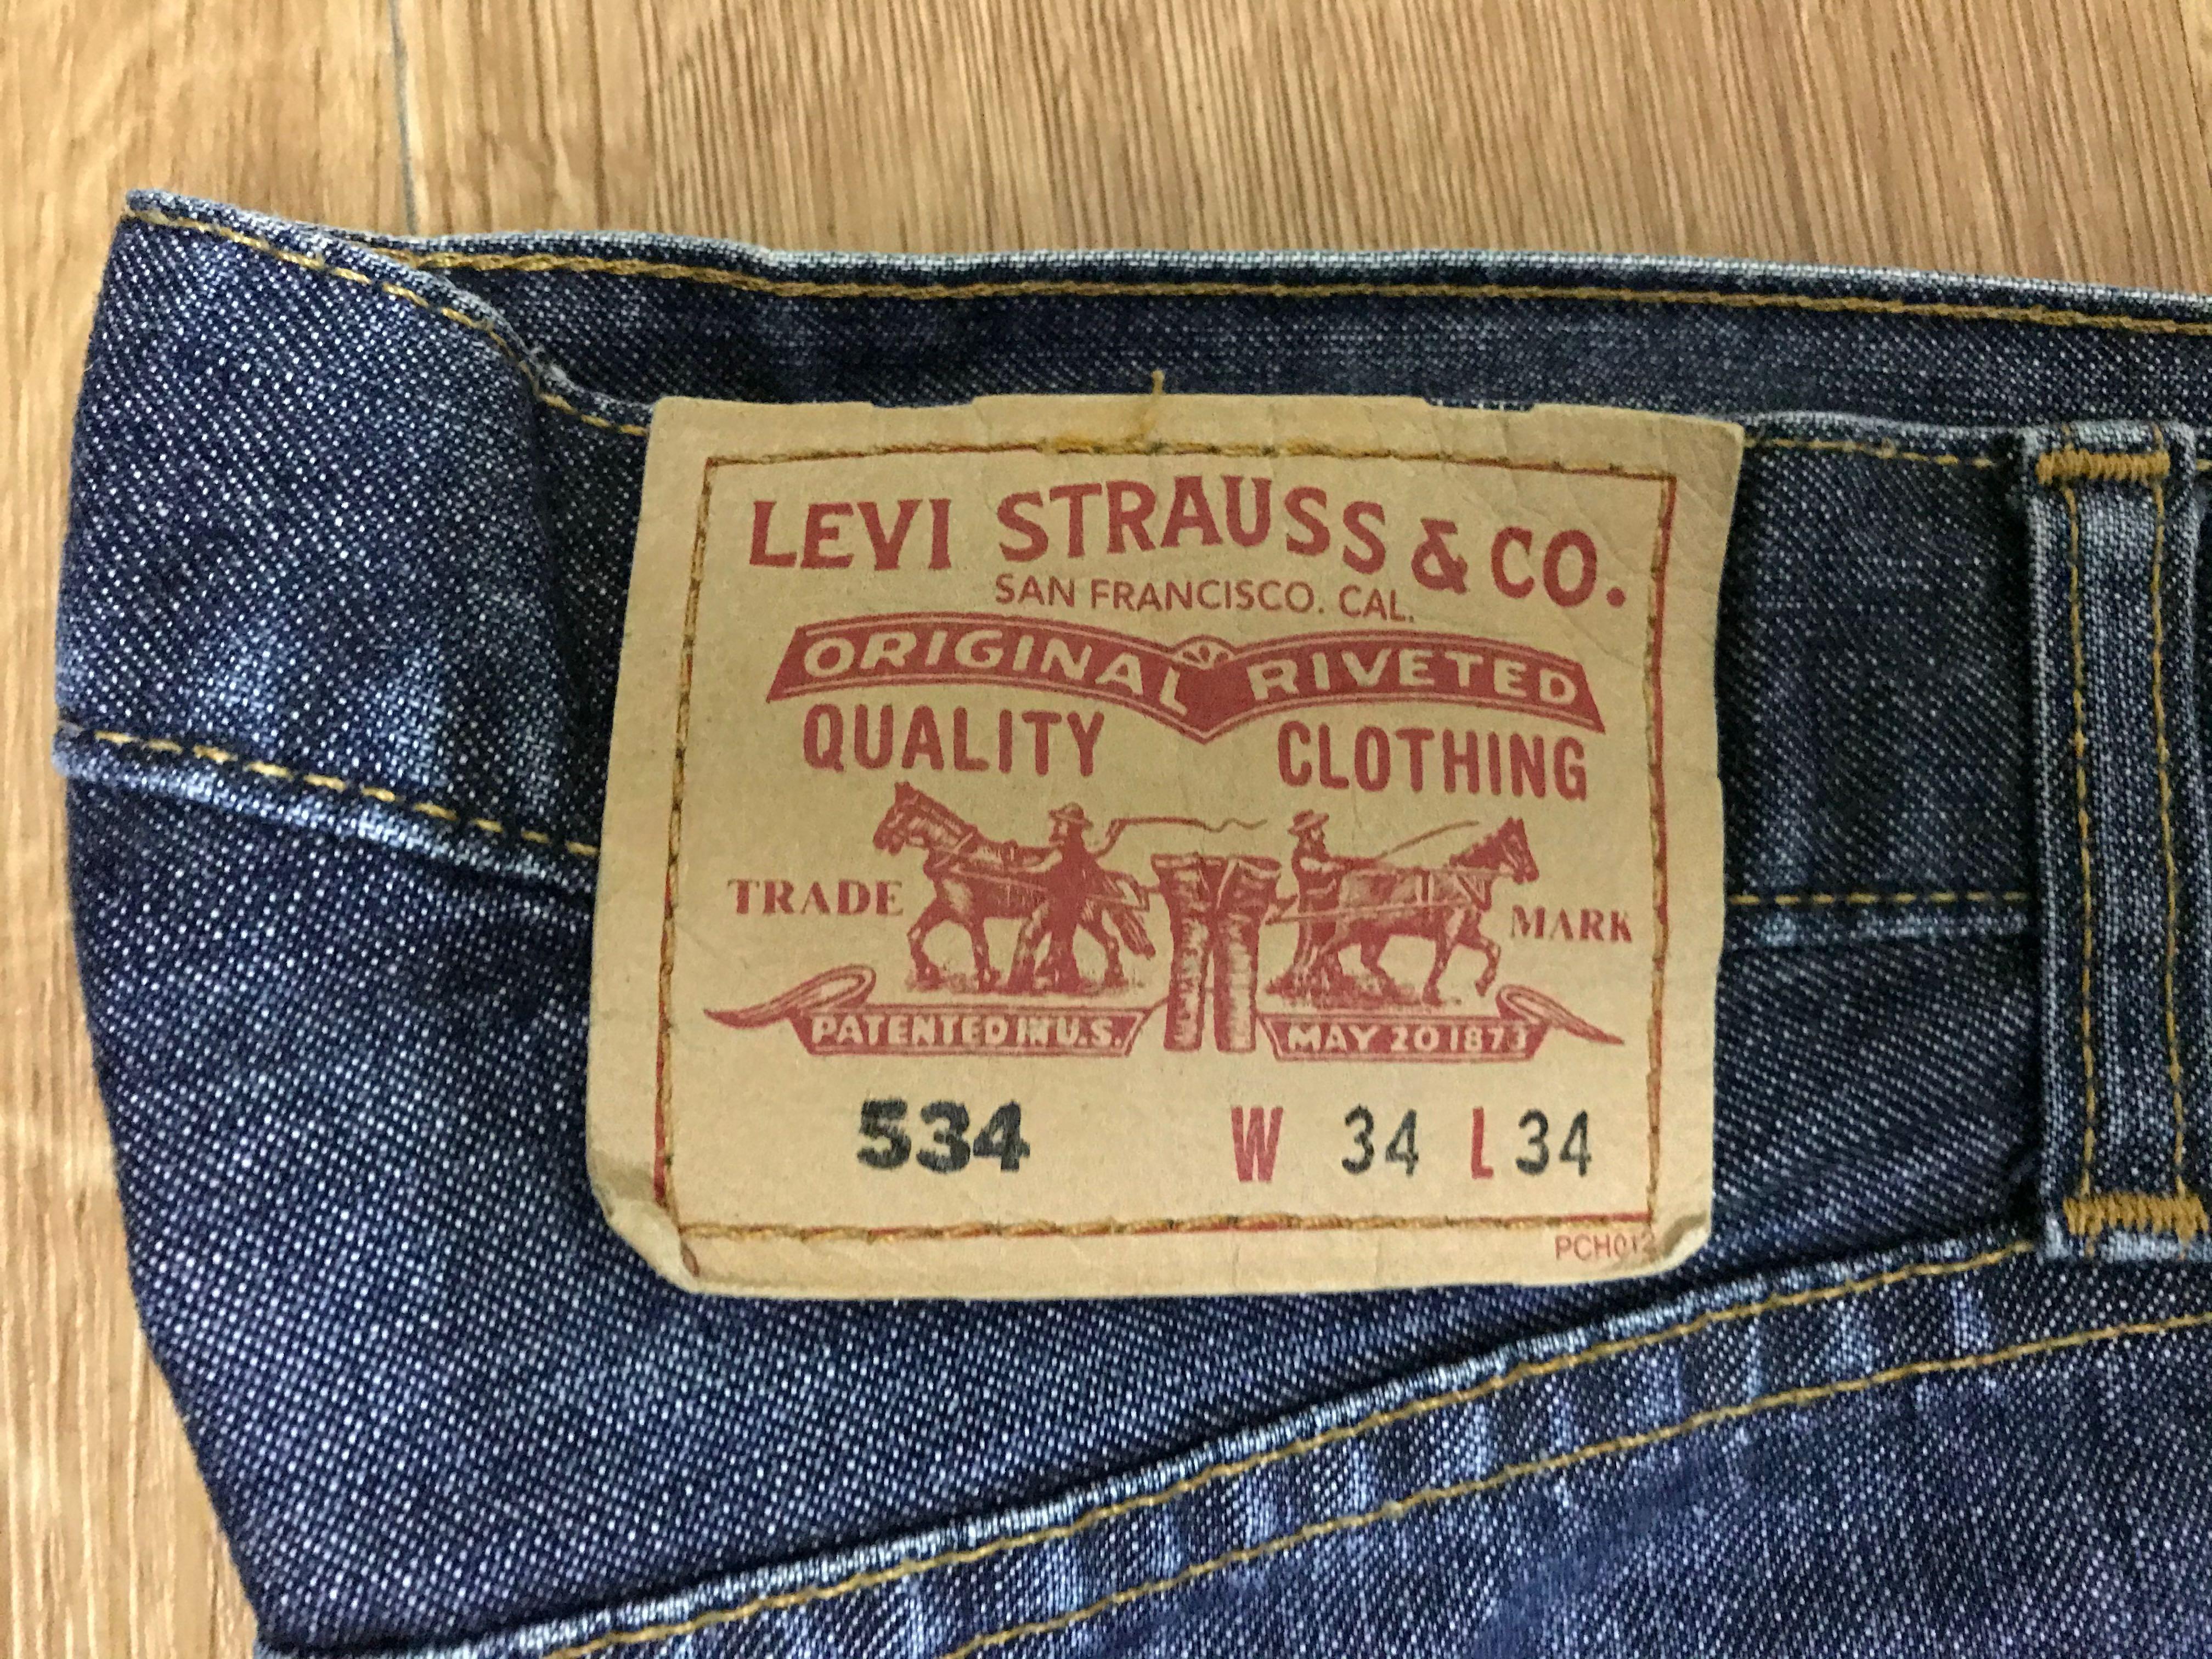 LEVI STRAUSS & CO.
SAN FRANCISCO. CAL.
ORIGINAL RIVETED
QUALITY CLOTHING
TRADE MARK
PATENTED IN U.S. MAY 20 1873
534 W 34 L 34
PCH012